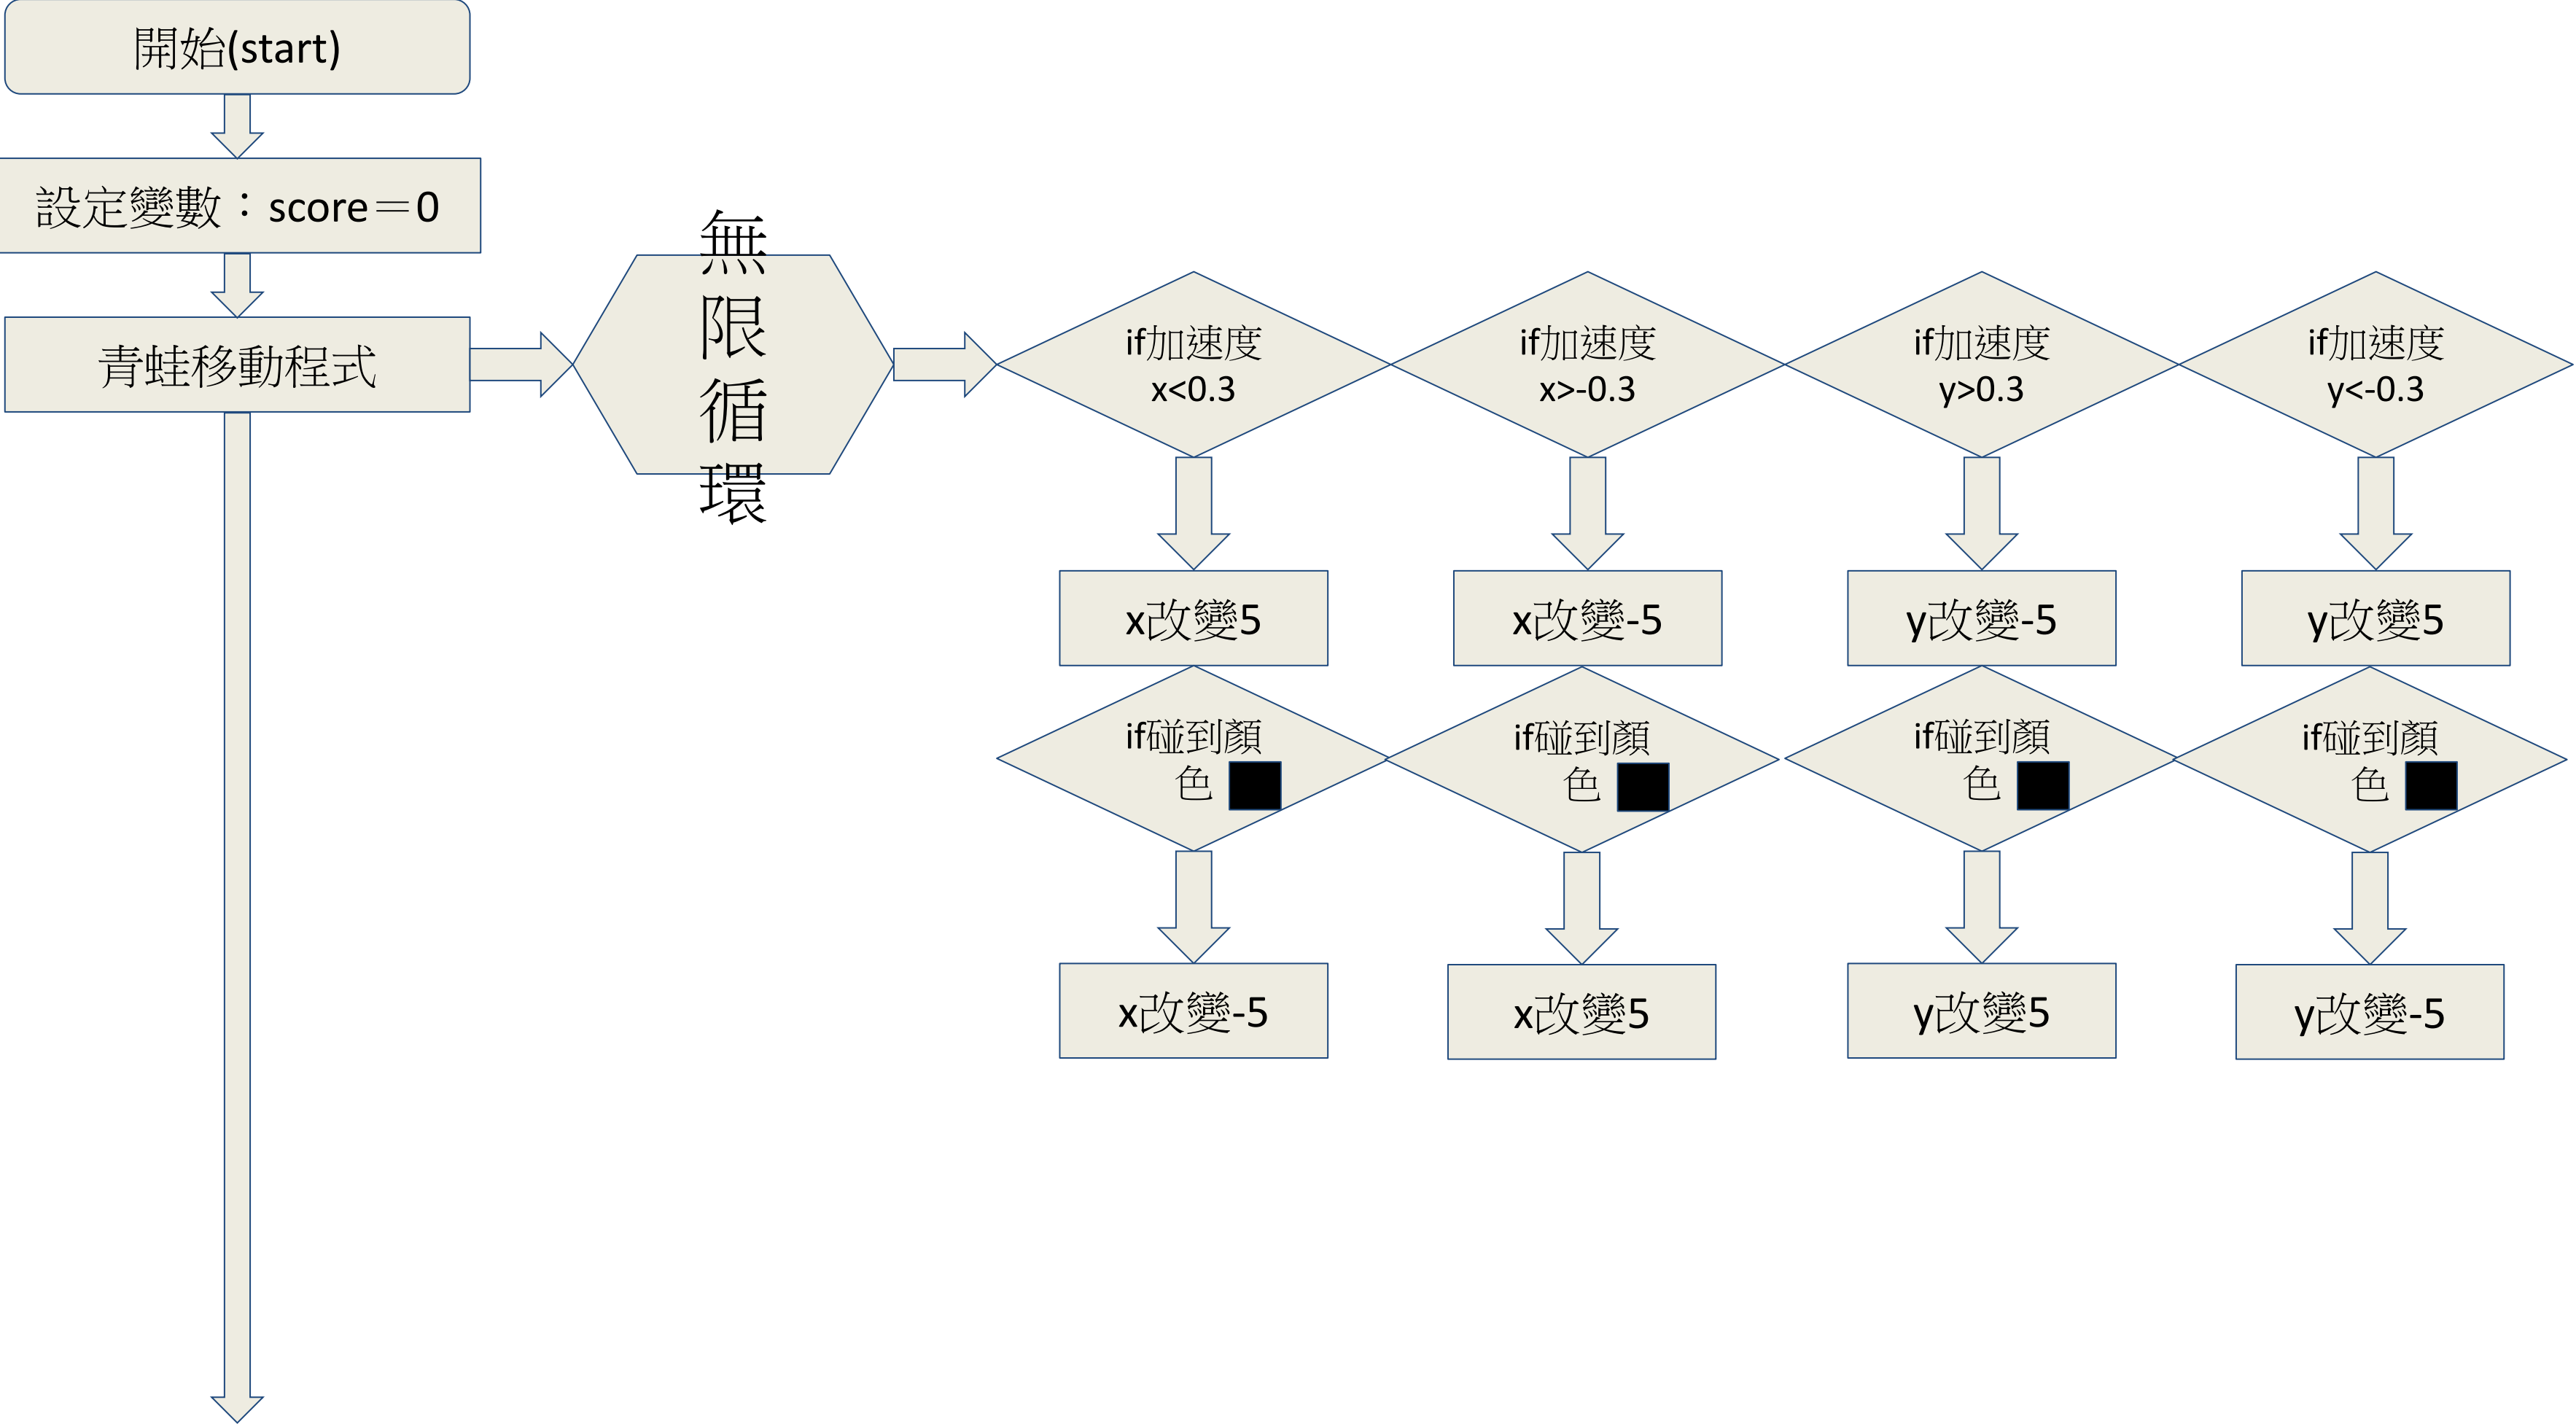 開始(start)
設定變數：score＝0
青蛙移動程式
無
限
循
環
if加速度
x<0.3
if加速度
x>-0.3
if加速度
y>0.3
if加速度
y<-0.3
x改變5
x改變-5
y改變-5
y改變5
if碰到顏
色
if碰到顏
色
if碰到顏
色
if碰到顏
色
x改變-5
x改變5
y改變5
y改變-5